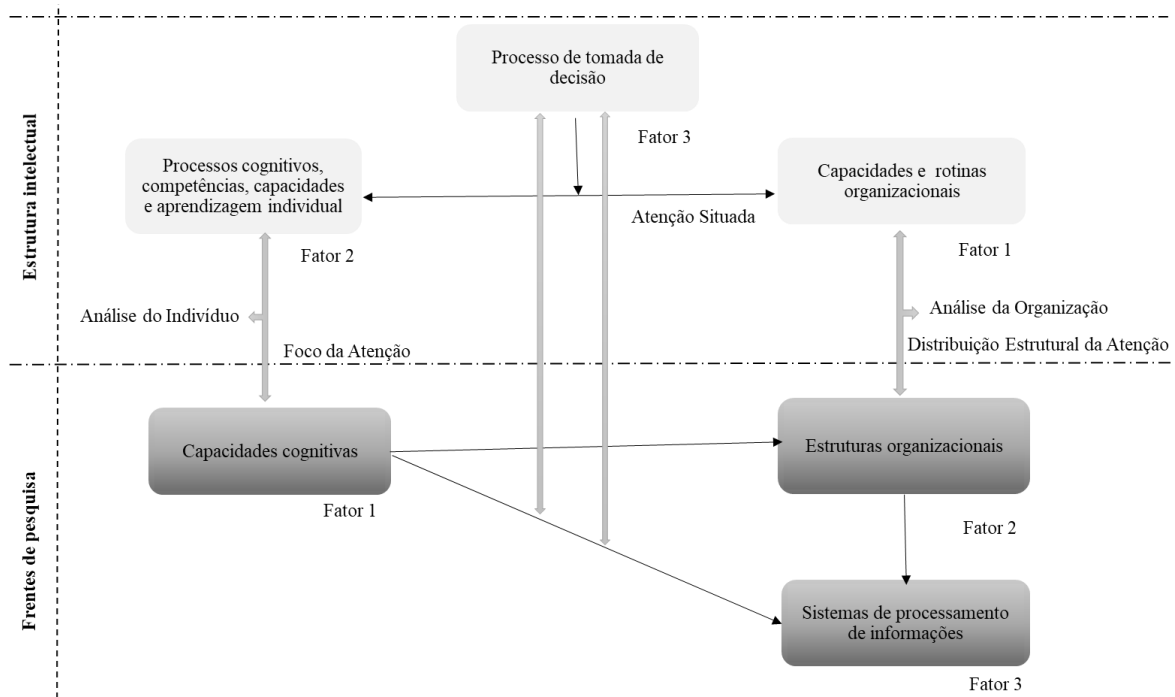 Estrutura intelectual
Processo de tomada de
decisão
Fator 3
Processos cognitivos,
competências, capacidades
e aprendizagem individual
Fator 2
Capacidades e rotinas
organizacionais
Fator 1
Atenção Situada
Análise do Indivíduo
Foco da Atenção
Análise da Organização
Distribuição Estrutural da Atenção
Frentes de pesquisa
Capacidades cognitivas
Fator 1
Estruturas organizacionais
Fator 2
Sistemas de processamento
de informações
Fator 3